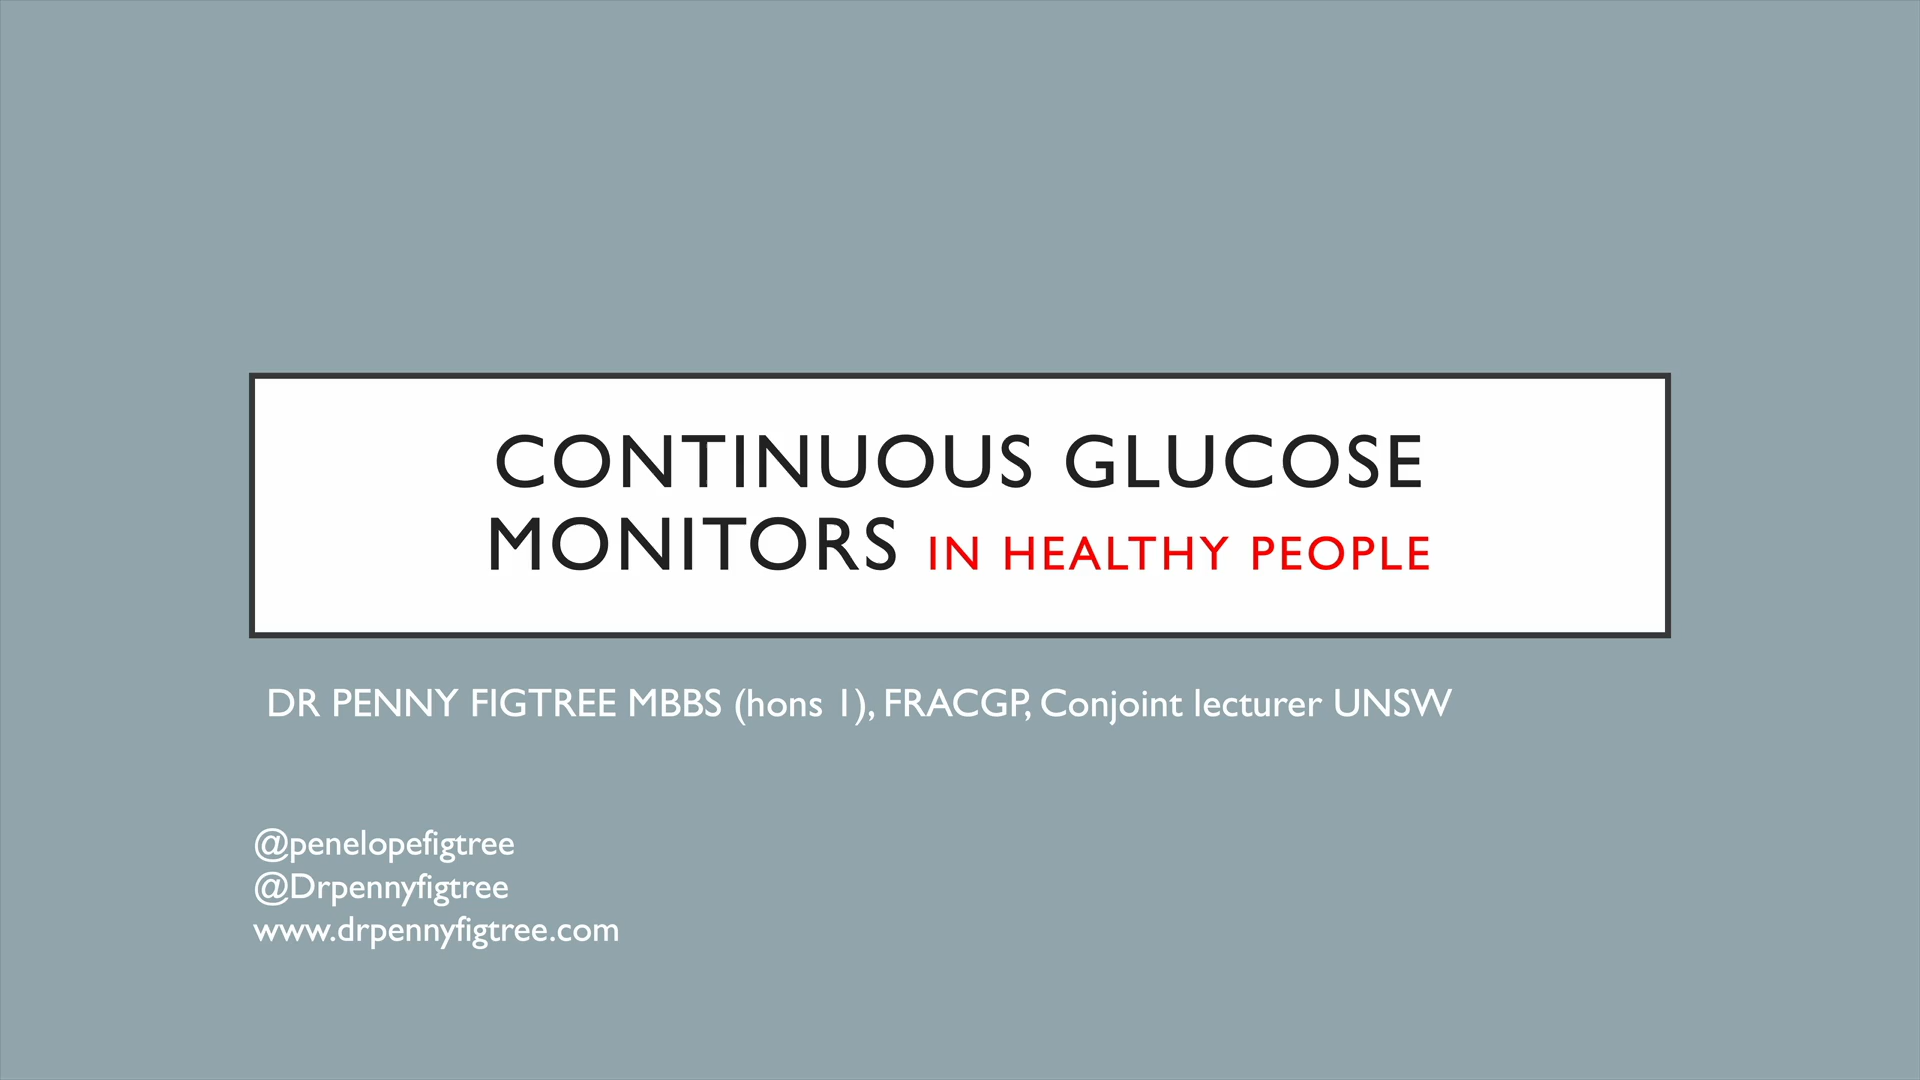 CONTINUOUS GLUCOSE
MONITORS IN HEALTHY PEOPLE
DR PENNY FIGTREE MBBS (hons 1), FRACGP, Conjoint lecturer UNSW
@penelopefigtree
@Drpennyfigtree
www.drpennyfigtree.com